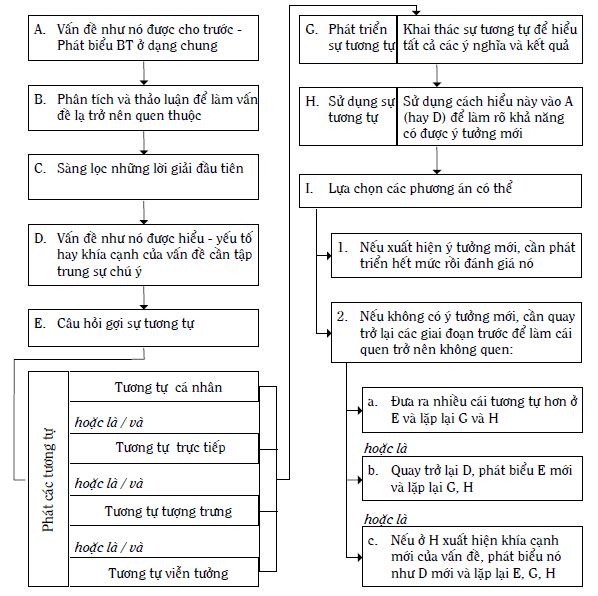 A. Vấn đề như nó được cho trước -
Phát biểu BT ở dạng chung
B. Phân tích và thảo luận để làm vấn
đề lạ trở nên quen thuộc
C. Sàng lọc những lời giải đầu tiên
D. Vấn đề như nó được hiểu - yếu tố
hay khía cạnh của vấn đề cần tập
trung sự chú ý
E. Câu hỏi gợi sự tương tự
Phát các tương tự
Tương tự cá nhân
hoặc là / và
Tương tự trực tiếp
hoặc là / và
Tương tự tượng trưng
hoặc là / và
Tương tự viễn tưởng
G. Phát triển
sự tương tự
Khai thác sự tương tự để hiểu
tất cả các ý nghĩa và kết quả
H. Sử dụng sự
tương tự
Sử dụng cách hiểu này vào A
(hay D) để làm rõ khả năng
có được ý tưởng mới
I. Lựa chọn các phương án có thể
1. Nếu xuất hiện ý tưởng mới, cần phát
triển hết mức rồi đánh giá nó
2. Nếu không có ý tưởng mới, cần quay
trở lại các giai đoạn trước để làm cái
quen trở nên không quen:
a. Đưa ra nhiều cái tương tự hơn ở
E và lặp lại G và H
hoặc là
b. Quay trở lại D, phát biểu E mới
và lặp lại G, H
hoặc là
c. Nếu ở H xuất hiện khía cạnh
mới của vấn đề, phát biểu nó
như D mới và lặp lại E, G, H